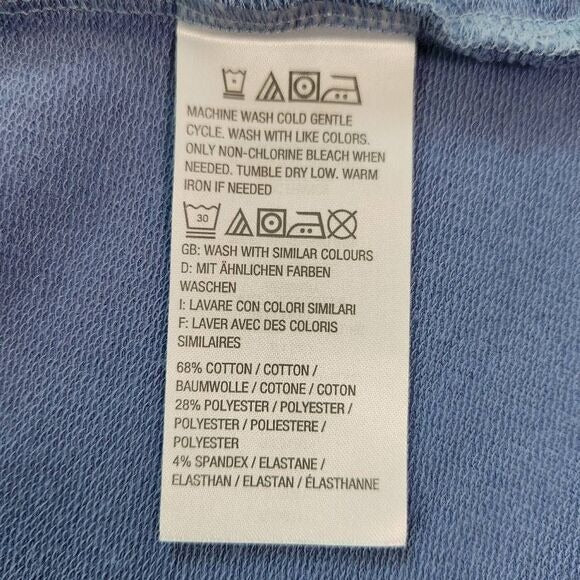 MACHINE WASH COLD GENTLE
CYCLE. WASH WITH LIKE COLORS.
ONLY NON-CHLORINE BLEACH WHEN
NEEDED. TUMBLE DRY LOW. WARM
IRON IF NEEDED
30
GB: WASH WITH SIMILAR COLOURS
D: MIT ÄHNLICHEN FARBEN
WASCHEN
I: LAVARE CON COLORI SIMILARI
F: LAVER AVEC DES COLORIS
SIMILAIRES
68% COTTON / COTTON /
BAUMWOLLE / COTONE / COTON
28% POLYESTER / POLYESTER /
POLYESTER / POLIESTERE /
POLYESTER
4% SPANDEX / ELASTANE /
ELASTHAN / ELASTAN / ÉLASTHANNE